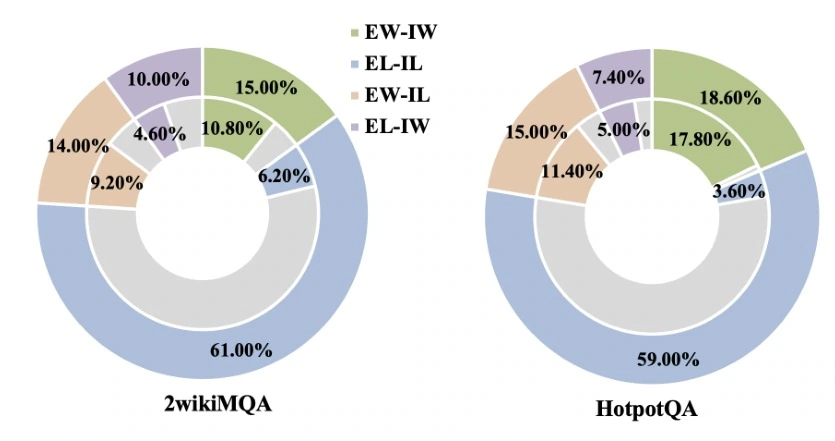 EW-IW
EL-IL
EW-IL
EL-IW
10.00%
15.00%
14.00%
4.60%
10.80%
9.20%
6.20%
61.00%
2wikiMQA
7.40%
18.60%
15.00%
5.00%
17.80%
11.40%
3.60%
59.00%
HotpotQA